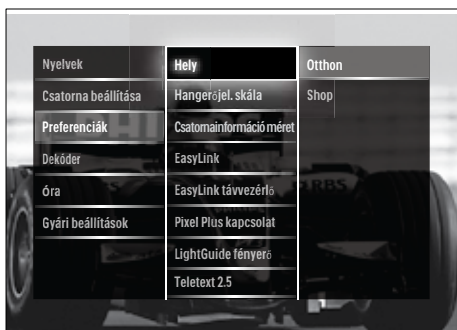 Nyelvek
Csatorna beállítása
Preferenciák
Dekóder
Óra
Gyári beállítások
Hely
Hangerőjel. skála
Csatornainformáció méret
EasyLink
EasyLink távvezérlő
Pixel Plus kapcsolat
LightGuide fényerő
Teletext 2.5
Otthon
Shop
RBS